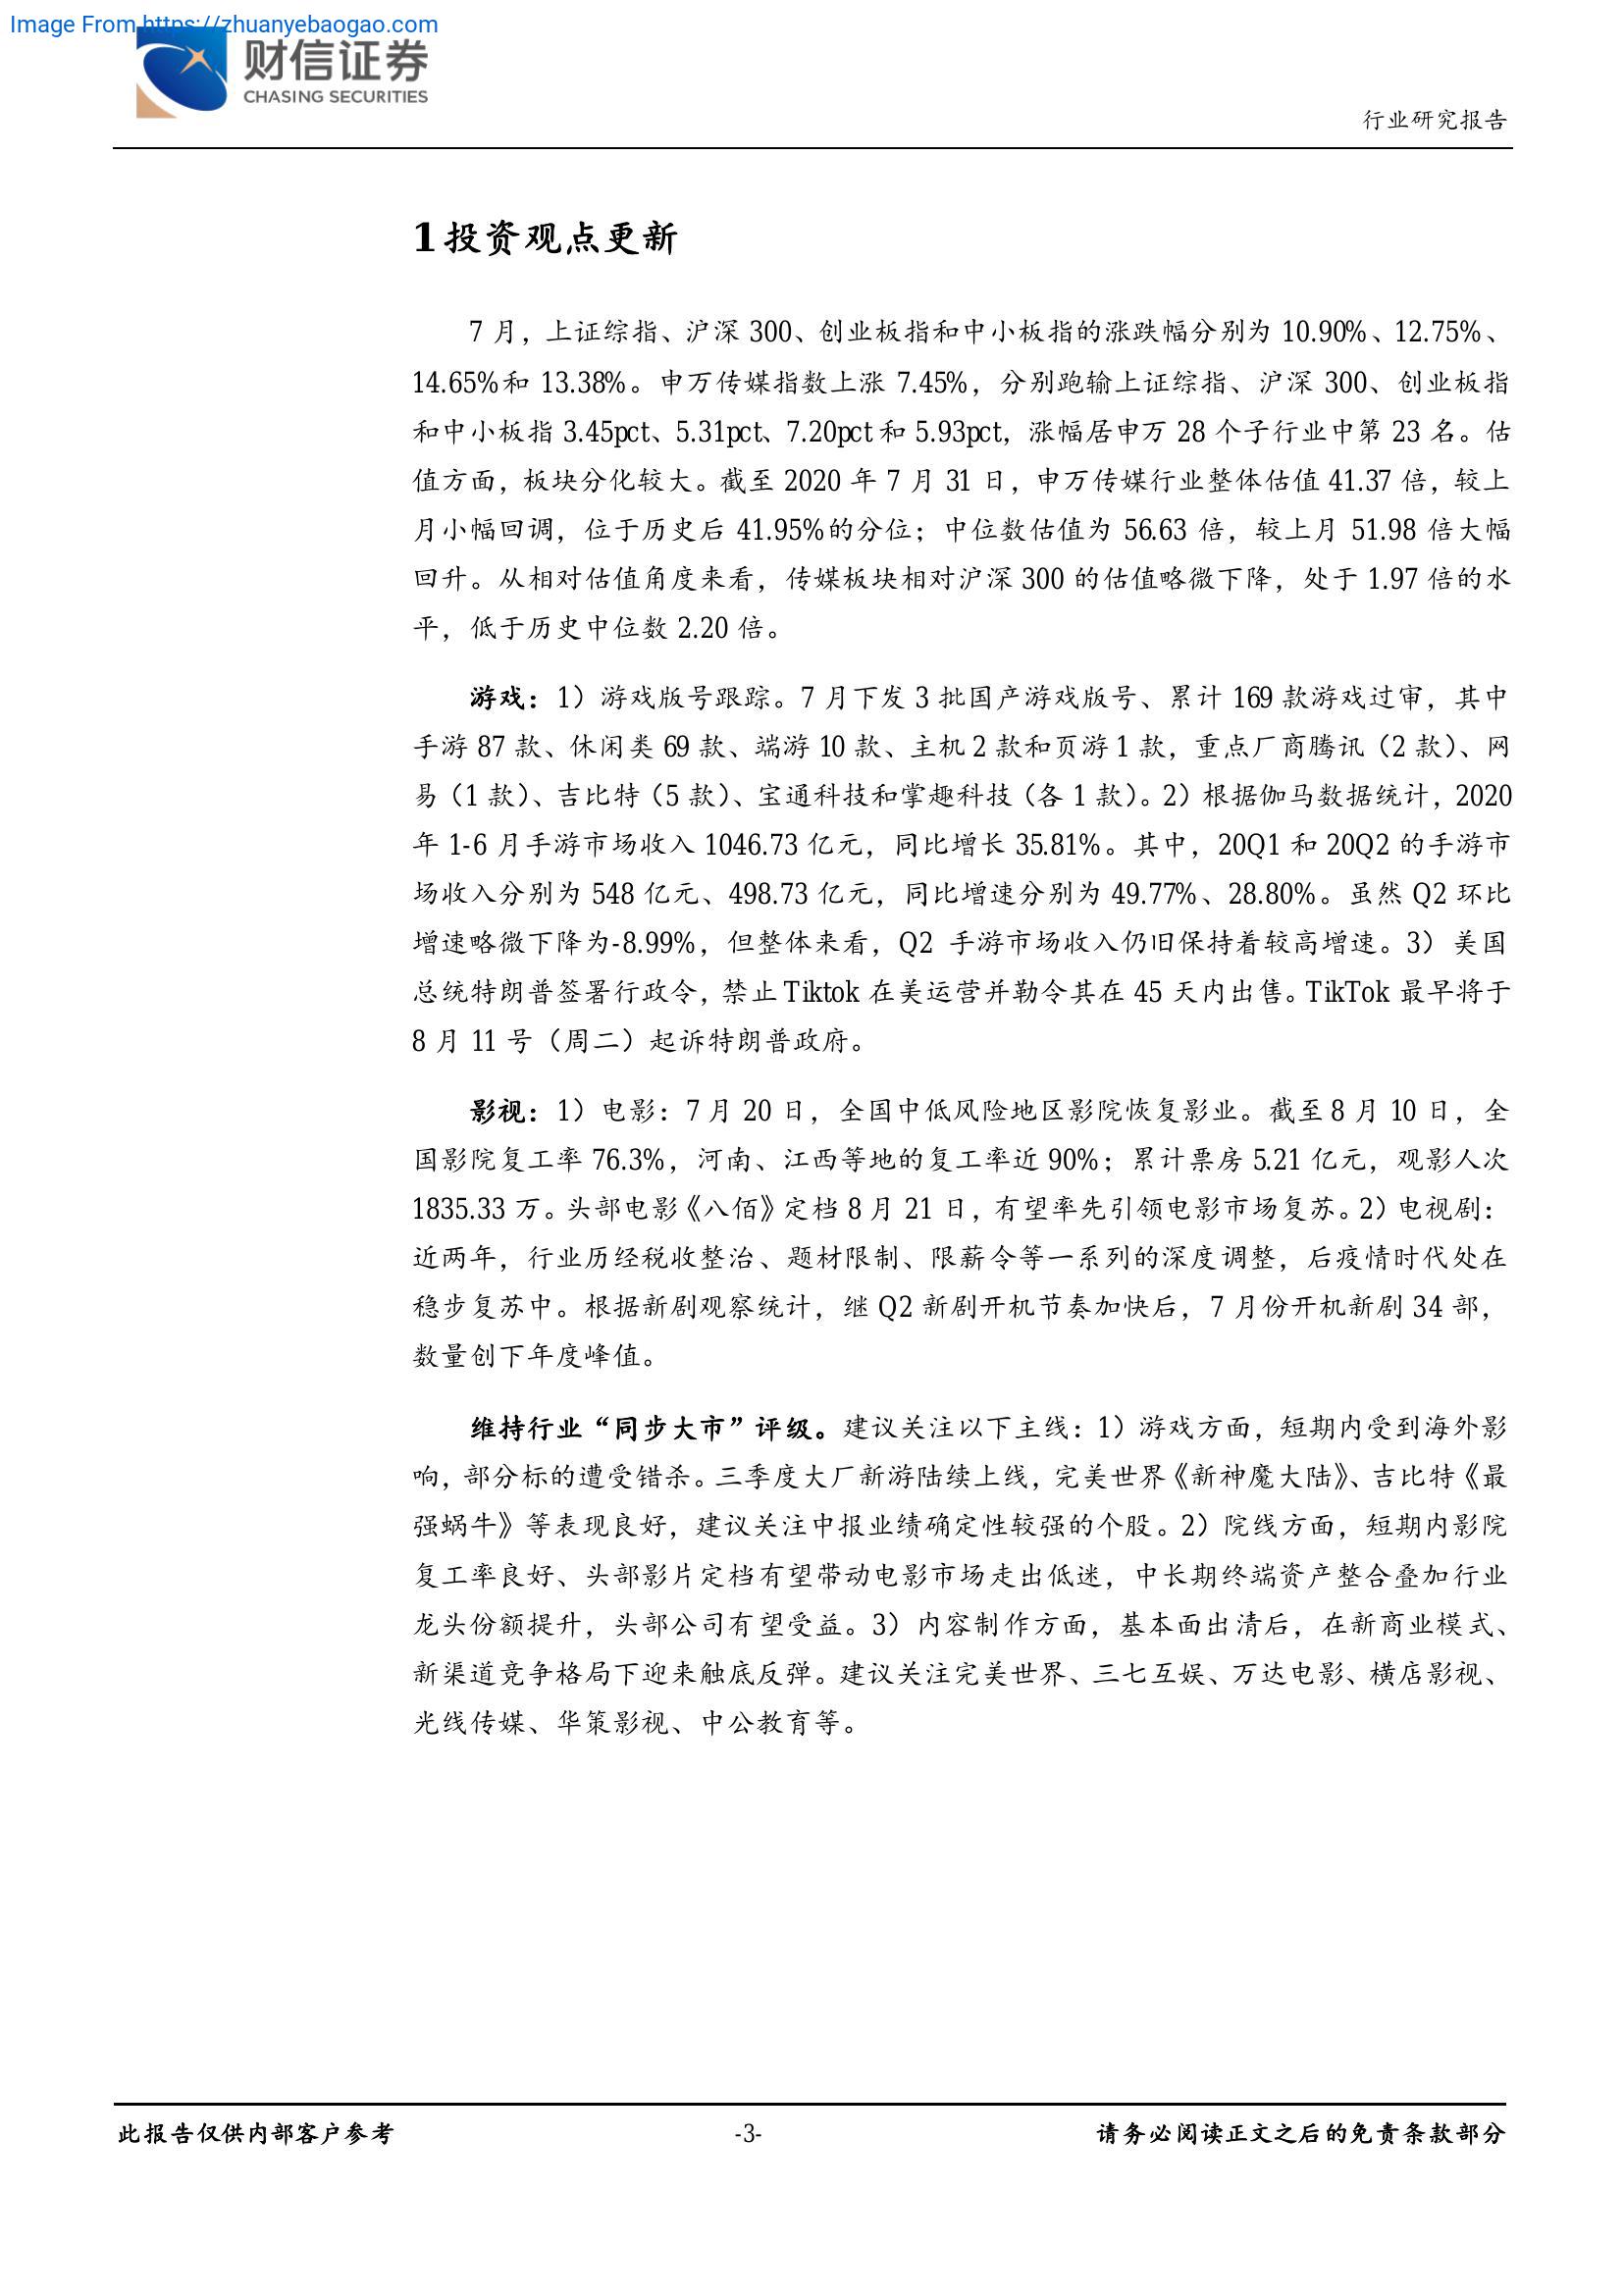 Image From https://zhuanyebaogao.com
财信证券
CHASING SECURITIES
行业研究报告
1投资观点更新
7 月，上证综指、沪深 300、创业板指和中小板指的涨跌幅分别为 10.90%、12.75%、
14.65%和 13.38%。申万传媒指数上涨 7.45%，分别跑输上证综指、沪深 300、创业板指
和中小板指 3.45pct、5.31pct、7.20pct 和 5.93pct，涨幅居申万 28 个子行业中第 23 名。估
值方面，板块分化较大。截至 2020 年 7 月 31 日，申万传媒行业整体估值 41.37 倍，较上
月小幅回调，位于历史后 41.95%的分位；中位数估值为 56.63 倍，较上月 51.98 倍大幅
回升。从相对估值角度来看，传媒板块相对沪深 300 的估值略微下降，处于 1.97 倍的水
平，低于历史中位数 2.20 倍。
游戏：1）游戏版号跟踪。7 月下发 3 批国产游戏版号、累计 169 款游戏过审，其中
手游 87 款、休闲类 69 款、端游 10 款、主机 2 款和页游 1 款，重点厂商腾讯（2 款）、网
易（1 款）、吉比特（5 款）、宝通科技和掌趣科技（各 1 款）。2）根据伽马数据统计，2020
年 1-6 月手游市场收入 1046.73 亿元，同比增长 35.81%。其中，20Q1 和 20Q2 的手游市
场收入分别为 548 亿元、498.73 亿元，同比增速分别为 49.77%、28.80%。虽然 Q2 环比
增速略微下降为-8.99%，但整体来看，Q2 手游市场收入仍旧保持着较高增速。3）美国
总统特朗普签署行政令，禁止 Tiktok 在美运营并勒令其在 45 天内出售。TikTok 最早将于
8 月 11 号（周二）起诉特朗普政府。
影视：1）电影：7 月 20 日，全国中低风险地区影院恢复影业。截至 8 月 10 日，全
国影院复工率 76.3%，河南、江西等地的复工率近 90%；累计票房 5.21 亿元，观影人次
1835.33 万。头部电影《八佰》定档 8 月 21 日，有望率先引领电影市场复苏。2）电视剧：
近两年，行业历经税收整治、题材限制、限薪令等一系列的深度调整，后疫情时代处在
稳步复苏中。根据新剧观察统计，继 Q2 新剧开机节奏加快后，7 月份开机新剧 34 部，
数量创下年度峰值。
维持行业“同步大市”评级。建议关注以下主线：1）游戏方面，短期内受到海外影
响，部分标的遭受错杀。三季度大厂新游陆续上线，完美世界《新神魔大陆》、吉比特《最
强蜗牛》等表现良好，建议关注中报业绩确定性较强的个股。2）院线方面，短期内影院
复工率良好、头部影片定档有望带动电影市场走出低迷，中长期终端资产整合叠加行业
龙头份额提升，头部公司有望受益。3）内容制作方面，基本面出清后，在新商业模式、
新渠道竞争格局下迎来触底反弹。建议关注完美世界、三七互娱、万达电影、横店影视、
光线传媒、华策影视、中公教育等。
此报告仅供内部客户参考
-3-
请务必阅读正文之后的免责条款部分